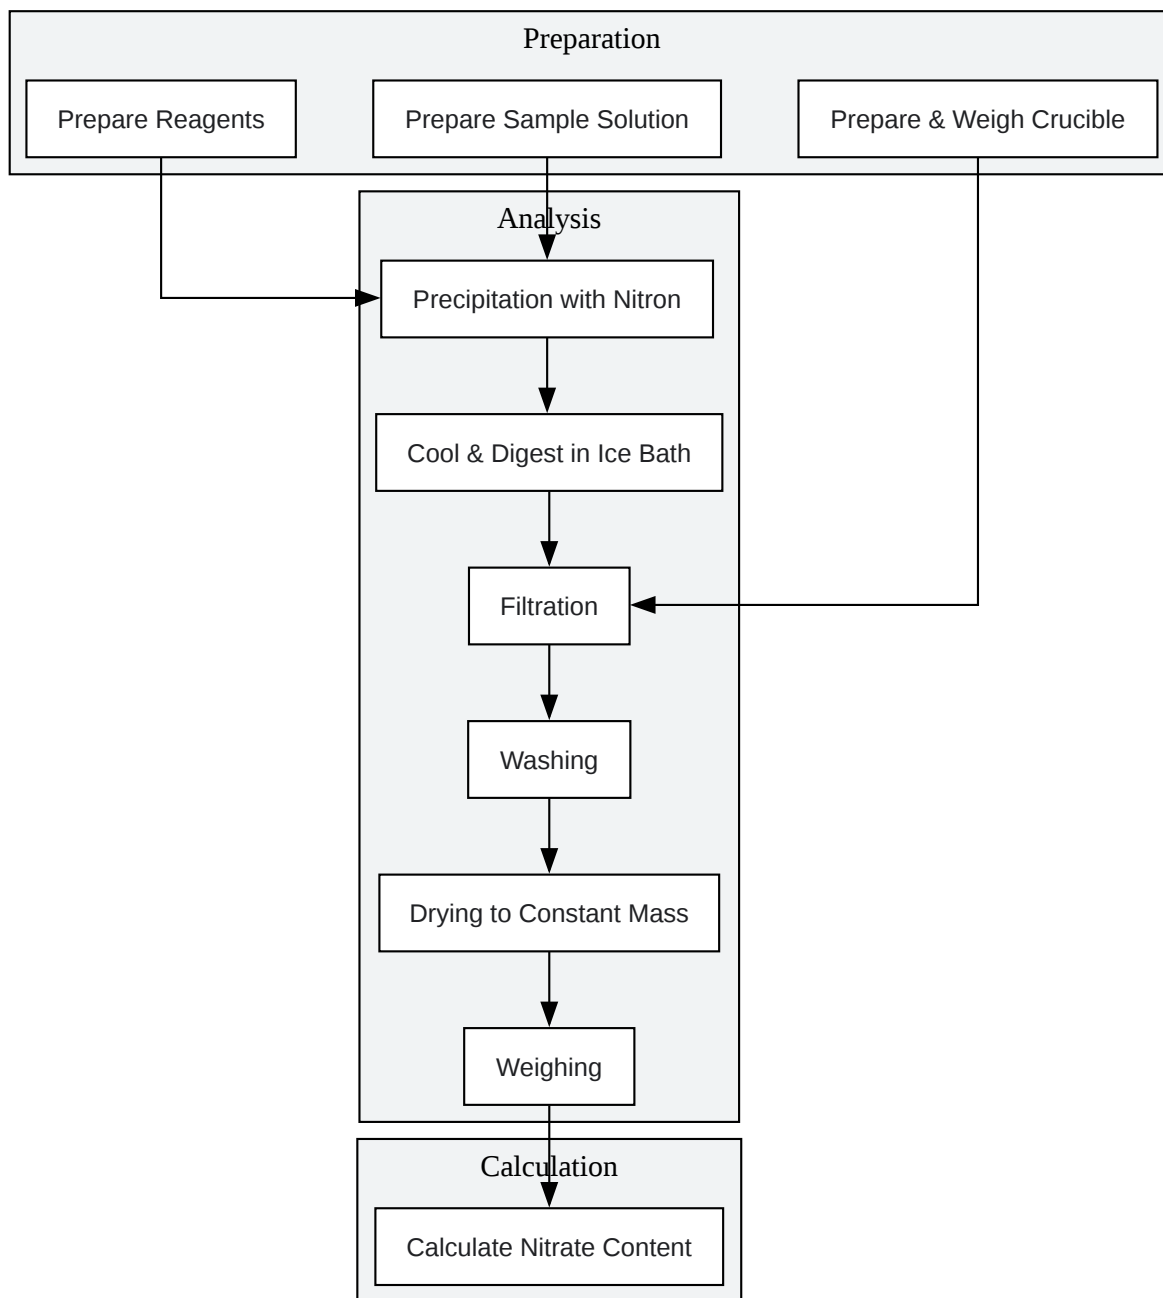 Preparation
Prepare Reagents
Prepare Sample Solution
Prepare & Weigh Crucible
Analysis
Precipitation with Nitron
Cool & Digest in Ice Bath
Filtration
Washing
Drying to Constant Mass
Weighing
Calculation
Calculate Nitrate Content